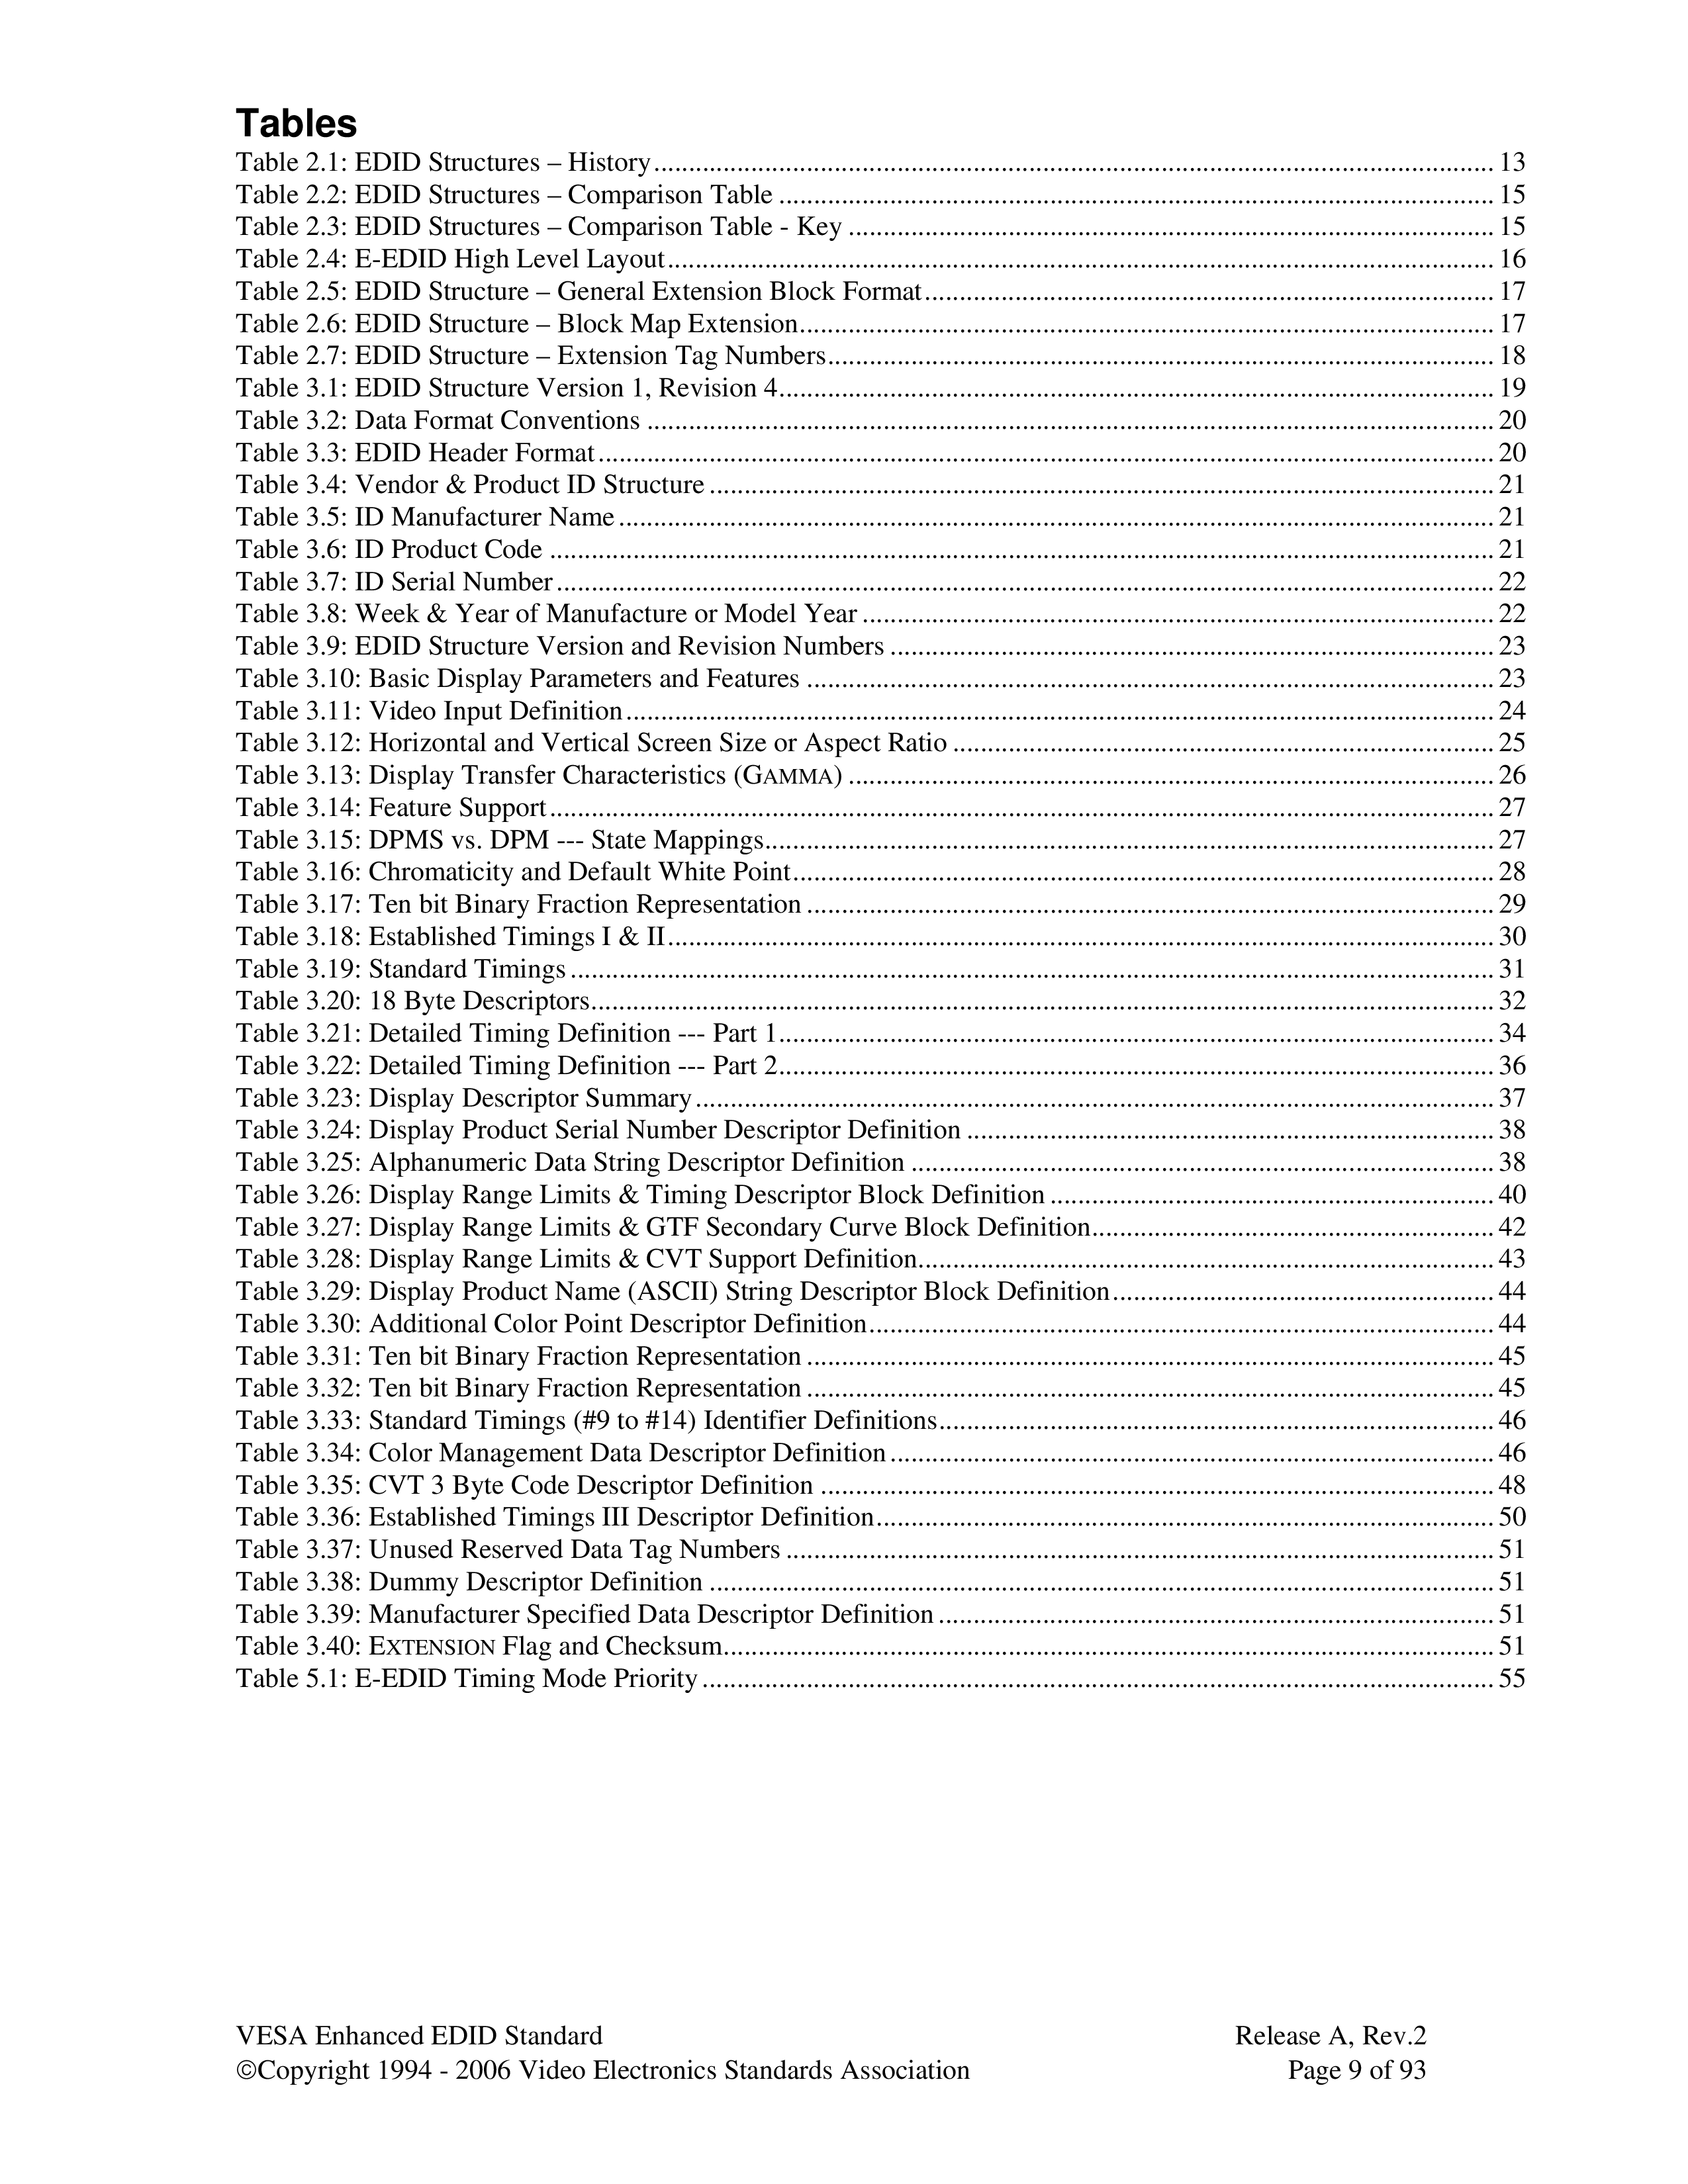 Tables
Table 2.1: EDID Structures – History ... 13
Table 2.2: EDID Structures – Comparison Table ... 15
Table 2.3: EDID Structures – Comparison Table - Key ... 15
Table 2.4: E-EDID High Level Layout ... 16
Table 2.5: EDID Structure – General Extension Block Format ... 17
Table 2.6: EDID Structure – Block Map Extension ... 17
Table 2.7: EDID Structure – Extension Tag Numbers ... 18
Table 3.1: EDID Structure Version 1, Revision 4 ... 19
Table 3.2: Data Format Conventions ... 20
Table 3.3: EDID Header Format ... 20
Table 3.4: Vendor & Product ID Structure ... 21
Table 3.5: ID Manufacturer Name ... 21
Table 3.6: ID Product Code ... 21
Table 3.7: ID Serial Number ... 22
Table 3.8: Week & Year of Manufacture or Model Year ... 22
Table 3.9: EDID Structure Version and Revision Numbers ... 23
Table 3.10: Basic Display Parameters and Features ... 23
Table 3.11: Video Input Definition ... 24
Table 3.12: Horizontal and Vertical Screen Size or Aspect Ratio ... 25
Table 3.13: Display Transfer Characteristics (GAMMA) ... 26
Table 3.14: Feature Support ... 27
Table 3.15: DPMS vs. DPM --- State Mappings ... 27
Table 3.16: Chromaticity and Default White Point ... 28
Table 3.17: Ten bit Binary Fraction Representation ... 29
Table 3.18: Established Timings I & II ... 30
Table 3.19: Standard Timings ... 31
Table 3.20: 18 Byte Descriptors ... 32
Table 3.21: Detailed Timing Definition --- Part 1 ... 34
Table 3.22: Detailed Timing Definition --- Part 2 ... 36
Table 3.23: Display Descriptor Summary ... 37
Table 3.24: Display Product Serial Number Descriptor Definition ... 38
Table 3.25: Alphanumeric Data String Descriptor Definition ... 38
Table 3.26: Display Range Limits & Timing Descriptor Block Definition ... 40
Table 3.27: Display Range Limits & GTF Secondary Curve Block Definition ... 42
Table 3.28: Display Range Limits & CVT Support Definition ... 43
Table 3.29: Display Product Name (ASCII) String Descriptor Block Definition ... 44
Table 3.30: Additional Color Point Descriptor Definition ... 44
Table 3.31: Ten bit Binary Fraction Representation ... 45
Table 3.32: Ten bit Binary Fraction Representation ... 45
Table 3.33: Standard Timings (#9 to #14) Identifier Definitions ... 46
Table 3.34: Color Management Data Descriptor Definition ... 46
Table 3.35: CVT 3 Byte Code Descriptor Definition ... 48
Table 3.36: Established Timings III Descriptor Definition ... 50
Table 3.37: Unused Reserved Data Tag Numbers ... 51
Table 3.38: Dummy Descriptor Definition ... 51
Table 3.39: Manufacturer Specified Data Descriptor Definition ... 51
Table 3.40: EXTENSION Flag and Checksum ... 51
Table 5.1: E-EDID Timing Mode Priority ... 55
VESA Enhanced EDID Standard Release A, Rev.2
©Copyright 1994 - 2006 Video Electronics Standards Association Page 9 of 93